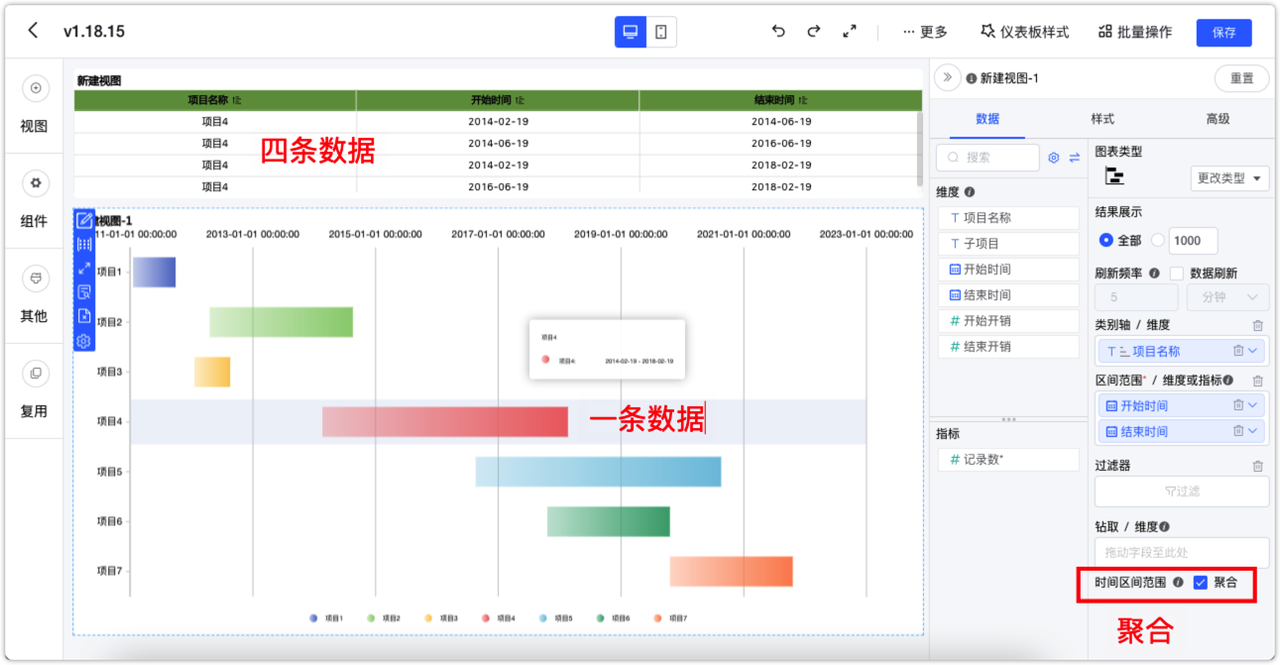 v1.18.15
更多
仪表板样式
批量操作
保存
视图
组件
其他
复用
新建视图
项目名称
开始时间
结束时间
项目4
2014-02-19
2014-06-19
项目4
2014-06-19
2016-06-19
项目4
2014-02-19
2018-02-19
项目4
2016-06-19
2018-02-19
四条数据
建视图-1
11-01-01 00:00:00
2013-01-01 00:00:00
2015-01-01 00:00:00
2017-01-01 00:00:00
2019-01-01 00:00:00
2021-01-01 00:00:00
2023-01-01 00:00:00
项目1
项目2
项目3
项目4
项目5
项目6
项目7
项目4
项目4:
2014-02-19 - 2018-02-19
一条数据
项目1
项目2
项目3
项目4
项目5
项目6
项目7
新建视图-1
重置
数据
样式
高级
搜索
维度
项目名称
子项目
开始时间
结束时间
开始开销
结束开销
指标
记录数*
图表类型
更改类型
结果展示
全部
1000
刷新频率
数据刷新
5
分钟
类别轴 / 维度
项目名称
区间范围* / 维度或指标
开始时间
结束时间
过滤器
过滤
钻取 / 维度
拖动字段至此处
时间区间范围
聚合
聚合